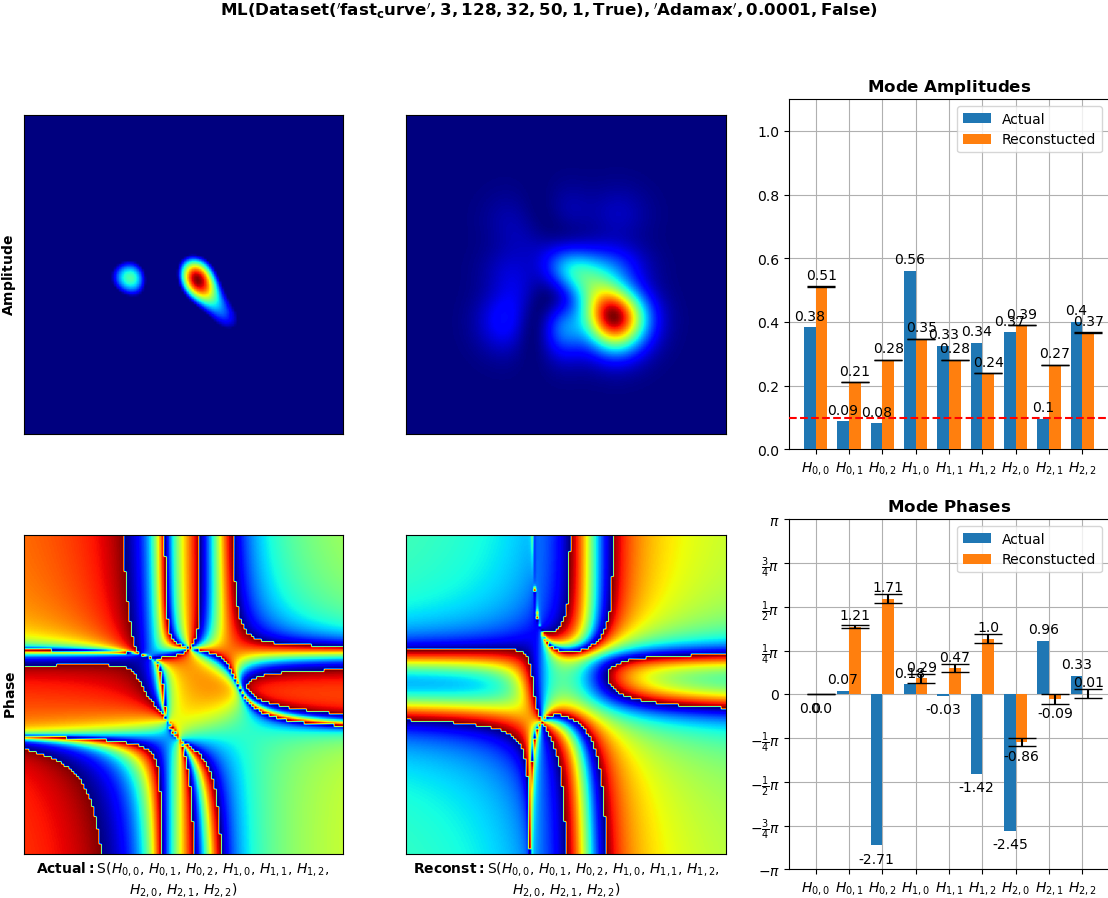 ML(Dataset('fast_curve', 3, 128, 32, 50, 1, True), 'Adamax', 0.0001, False)
Amplitude
Mode Amplitudes
Actual
Reconstucted
1.0
0.8
0.6
0.4
0.2
0.0
0.38
0.51
0.09
0.21
0.08
0.28
0.56
0.35
0.33
0.28
0.34
0.24
0.37
0.39
0.1
0.27
0.4
0.37
H0,0 H0,1 H0,2 H1,0 H1,1 H1,2 H2,0 H2,1 H2,2
Phase
Actual: S(H0,0, H0,1, H0,2, H1,0, H1,1, H1,2,
H2,0, H2,1, H2,2)
Reconst: S(H0,0, H0,1, H0,2, H1,0, H1,1, H1,2,
H2,0, H2,1, H2,2)
Mode Phases
Actual
Reconstucted
π
3/4π
1/2π
1/4π
0
−1/4π
−1/2π
−3/4π
−π
0.0
0.0
0.07
1.21
-2.71
1.71
0.18
0.29
-0.03
0.47
-1.42
1.0
-2.45
-0.86
0.96
-0.09
0.33
0.01
H0,0 H0,1 H0,2 H1,0 H1,1 H1,2 H2,0 H2,1 H2,2